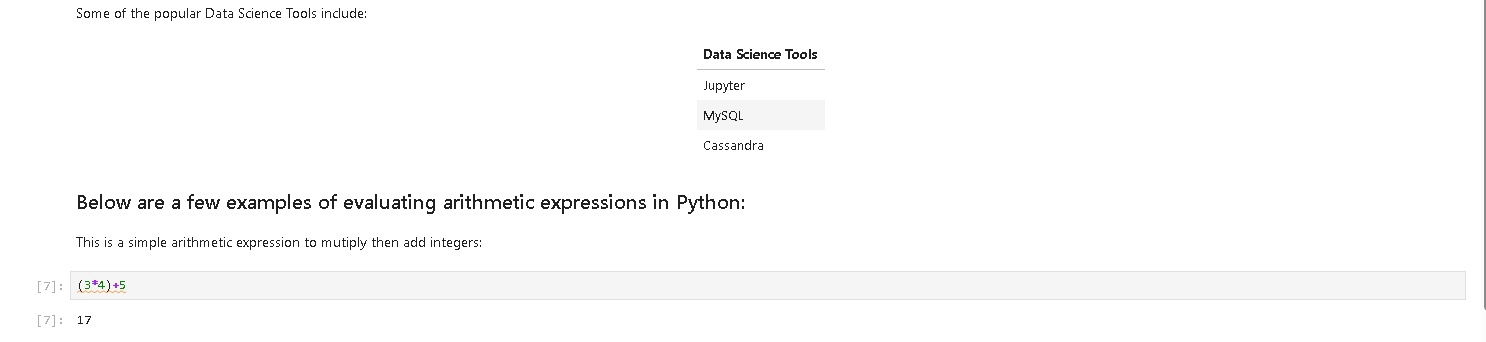 Some of the popular Data Science Tools include:
Data Science Tools
Jupyter
MySQL
Cassandra
Below are a few examples of evaluating arithmetic expressions in Python:
This is a simple arithmetic expression to mutiply then add integers:
[7]: (3*4)+5
[7]: 17